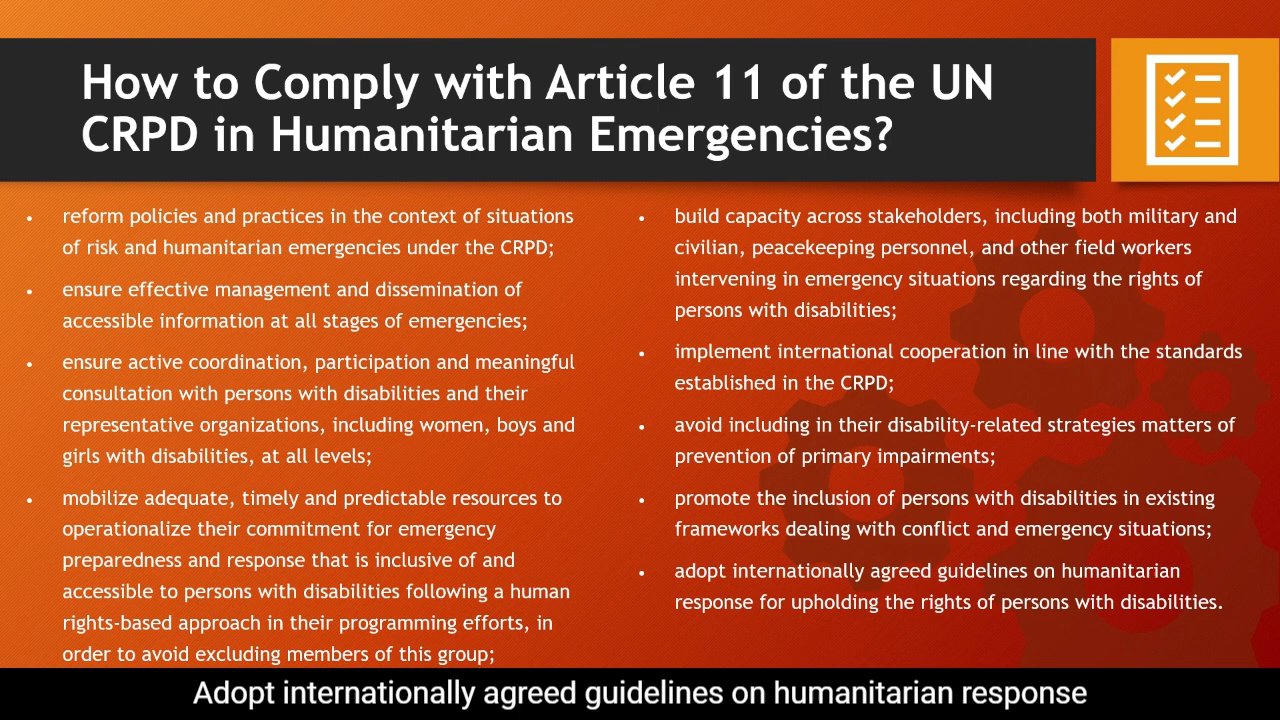 How to Comply with Article 11 of the UN
CRPD in Humanitarian Emergencies?
• reform policies and practices in the context of situations
of risk and humanitarian emergencies under the CRPD;
• ensure effective management and dissemination of
accessible information at all stages of emergencies;
• ensure active coordination, participation and meaningful
consultation with persons with disabilities and their
representative organizations, including women, boys and
girls with disabilities, at all levels;
• mobilize adequate, timely and predictable resources to
operationalize their commitment for emergency
preparedness and response that is inclusive of and
accessible to persons with disabilities following a human
rights-based approach in their programming efforts, in
order to avoid excluding members of this group;
• build capacity across stakeholders, including both military and
civilian, peacekeeping personnel, and other field workers
intervening in emergency situations regarding the rights of
persons with disabilities;
• implement international cooperation in line with the standards
established in the CRPD;
• avoid including in their disability-related strategies matters of
prevention of primary impairments;
• promote the inclusion of persons with disabilities in existing
frameworks dealing with conflict and emergency situations;
• adopt internationally agreed guidelines on humanitarian
response for upholding the rights of persons with disabilities.
Adopt internationally agreed guidelines on humanitarian response